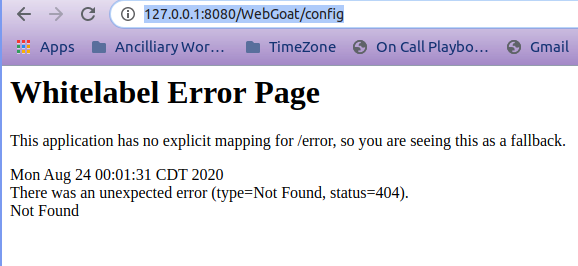 127.0.0.1:8080/WebGoat/config
Apps Ancilliary Wor… TimeZone On Call Playbo… Gmail
Whitelabel Error Page
This application has no explicit mapping for /error, so you are seeing this as a fallback.
Mon Aug 24 00:01:31 CDT 2020
There was an unexpected error (type=Not Found, status=404).
Not Found